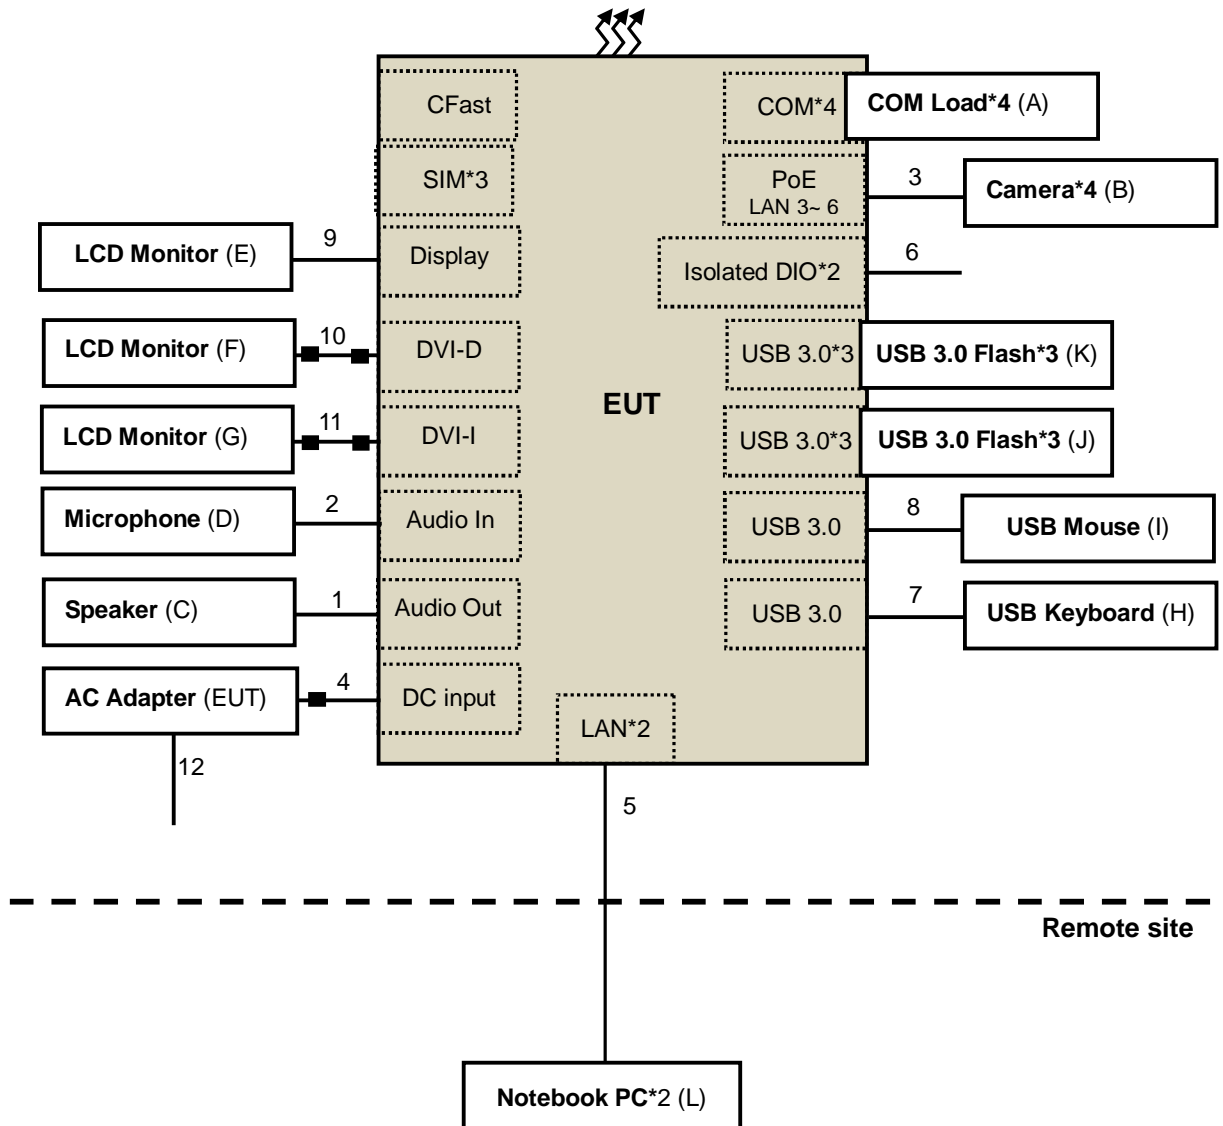 CFast
COM*4
COM Load*4 (A)
SIM*3
PoE
LAN 3~ 6
3
Camera*4 (B)
LCD Monitor (E)
9
Display
Isolated DIO*2
6
LCD Monitor (F)
10
DVI-D
USB 3.0*3
USB 3.0 Flash*3 (K)
EUT
LCD Monitor (G)
11
DVI-I
USB 3.0*3
USB 3.0 Flash*3 (J)
Microphone (D)
2
Audio In
USB 3.0
8
USB Mouse (I)
Speaker (C)
1
Audio Out
USB 3.0
7
USB Keyboard (H)
AC Adapter (EUT)
4
DC input
LAN*2
12
5
Remote site
Notebook PC*2 (L)